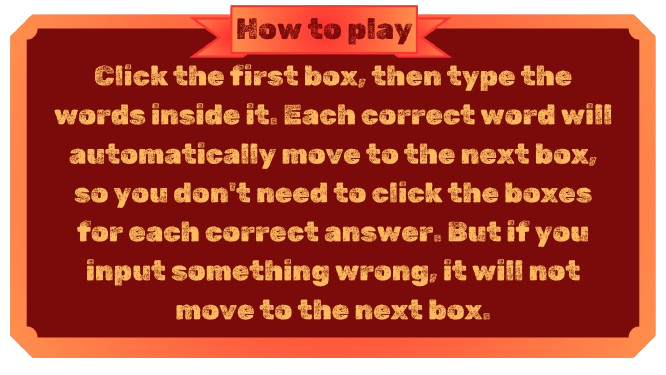 How to play
Click the first box, then type the
words inside it. Each correct word will
automatically move to the next box,
so you don't need to click the boxes
for each correct answer. But if you
input something wrong, it will not
move to the next box.